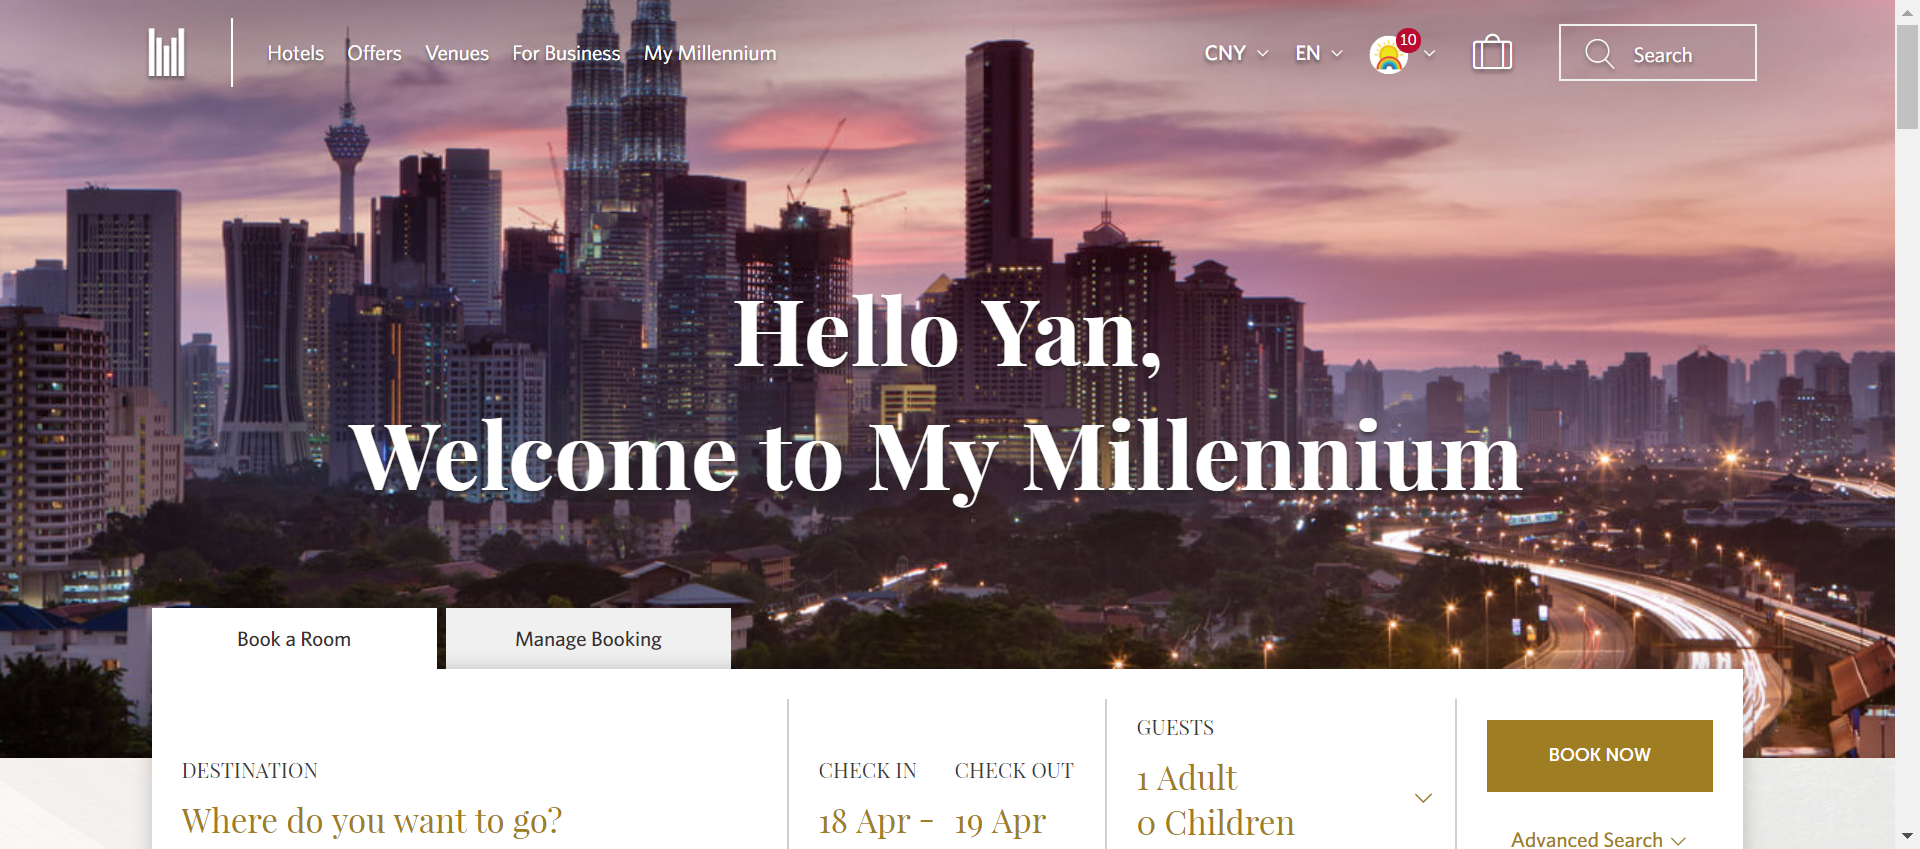 Hotels Offers Venues For Business My Millennium CNY EN 10 Search
Hello Yan,
Welcome to My Millennium
Book a Room Manage Booking
DESTINATION
Where do you want to go?
CHECK IN CHECK OUT
18 Apr - 19 Apr
GUESTS
1 Adult
0 Children
BOOK NOW
Advanced Search